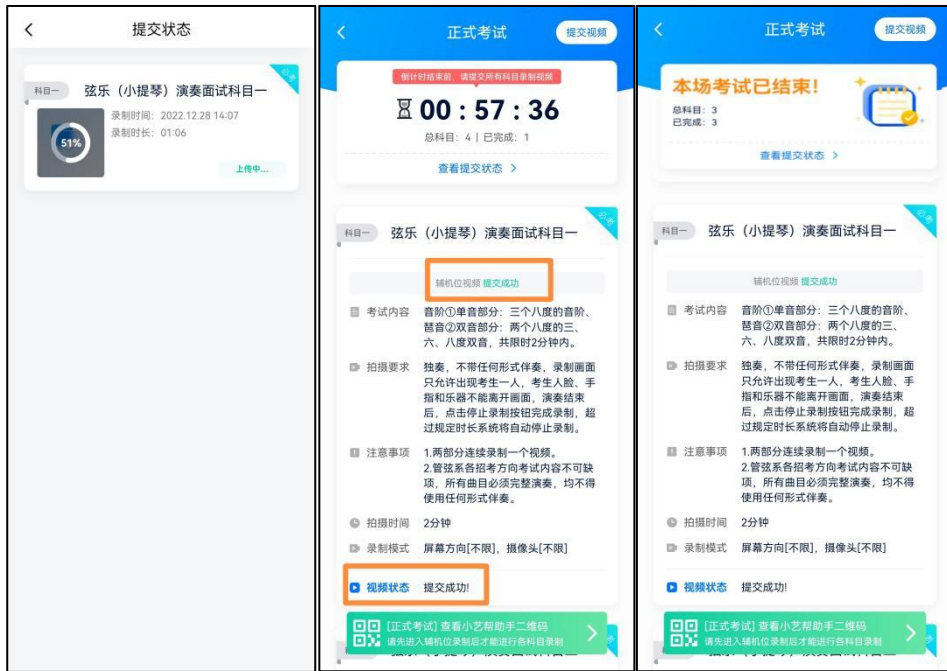 提交状态
必考
科目一 弦乐（小提琴）演奏面试科目一
录制时间：2022.12.28 14:07
录制时长：01:06
51%
上传中...
正式考试
提交视频
倒计时结束前，请提交所有科目录制视频
00 : 57 : 36
总科目：4 | 已完成：1
查看提交状态 >
必考
科目一 弦乐（小提琴）演奏面试科目一
辅机位视频 提交成功
考试内容 音阶①单音部分：三个八度的音阶、
琶音②双音部分：两个八度的三、
六、八度双音，共限时2分钟内。
拍摄要求 独奏，不带任何形式伴奏，录制画面
只允许出现考生一人，考生人脸、手
指和乐器不能离开画面，演奏结束
后，点击停止录制按钮完成录制，超
过规定时长系统将自动停止录制。
注意事项 1.两部分连续录制一个视频。
2.管弦系各招考方向考试内容不可缺
项，所有曲目必须完整演奏，均不得
使用任何形式伴奏。
拍摄时间 2分钟
录制模式 屏幕方向[不限]，摄像头[不限]
视频状态 提交成功!
[正式考试] 查看小艺帮助手二维码
请先进入辅机位录制后才能进行各科目录制
正式考试
提交视频
本场考试已结束!
总科目：3
已完成：3
查看提交状态 >
必考
科目一 弦乐（小提琴）演奏面试科目一
辅机位视频 提交成功
考试内容 音阶①单音部分：三个八度的音阶、
琶音②双音部分：两个八度的三、
六、八度双音，共限时2分钟内。
拍摄要求 独奏，不带任何形式伴奏，录制画面
只允许出现考生一人，考生人脸、手
指和乐器不能离开画面，演奏结束
后，点击停止录制按钮完成录制，超
过规定时长系统将自动停止录制。
注意事项 1.两部分连续录制一个视频。
2.管弦系各招考方向考试内容不可缺
项，所有曲目必须完整演奏，均不得
使用任何形式伴奏。
拍摄时间 2分钟
录制模式 屏幕方向[不限]，摄像头[不限]
视频状态 提交成功!
[正式考试] 查看小艺帮助手二维码
请先进入辅机位录制后才能进行各科目录制